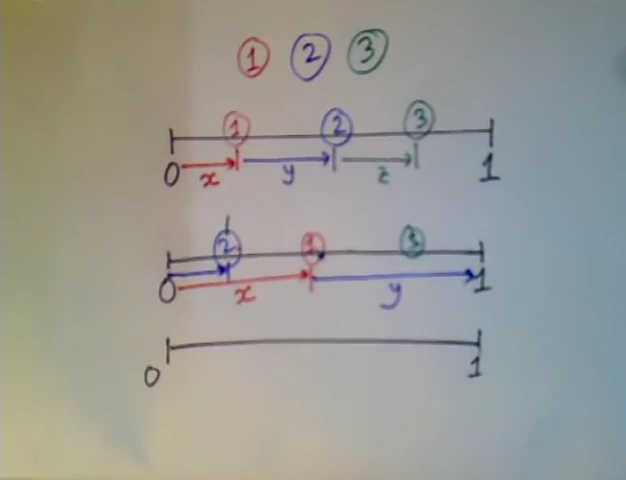 ① ② ③
① ② ③
0 x y z 1
② ① ③
0 x y 1
0 1